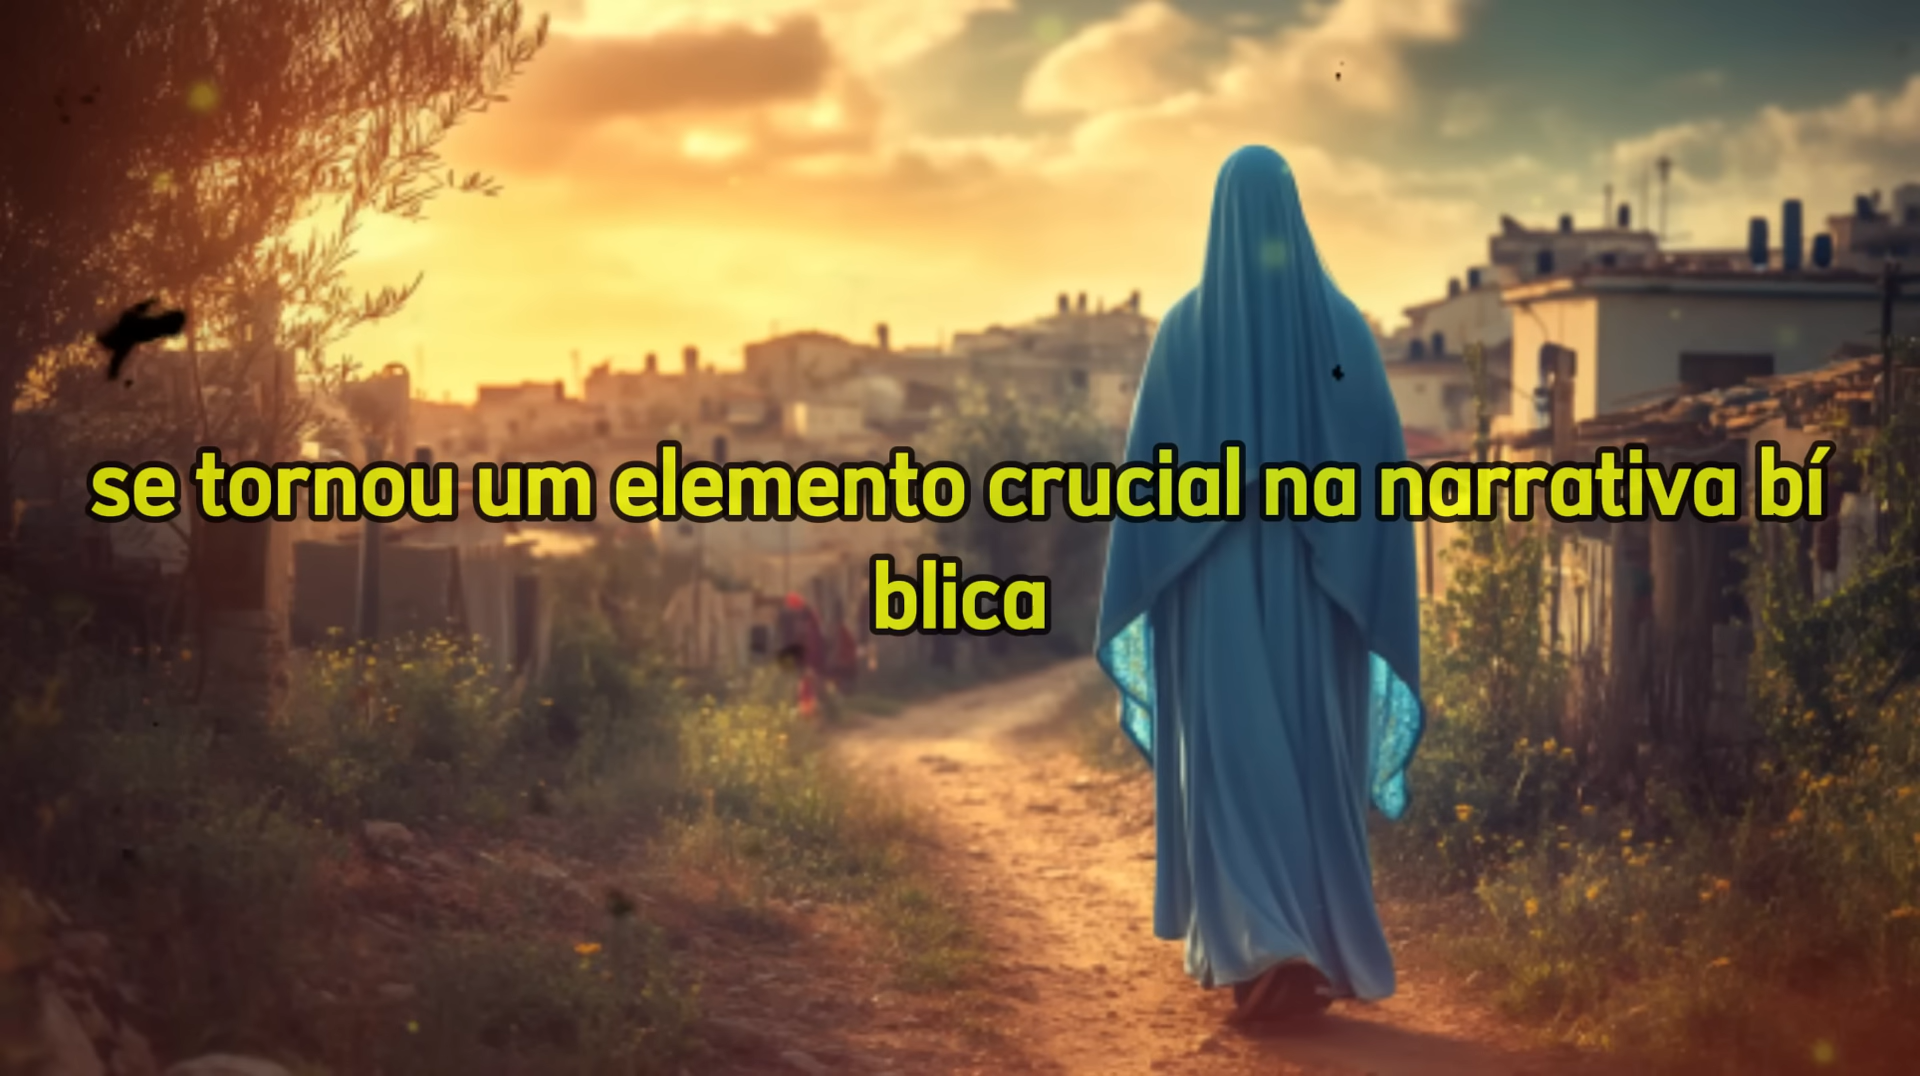 se tornou um elemento crucial na narrativa bí
blica